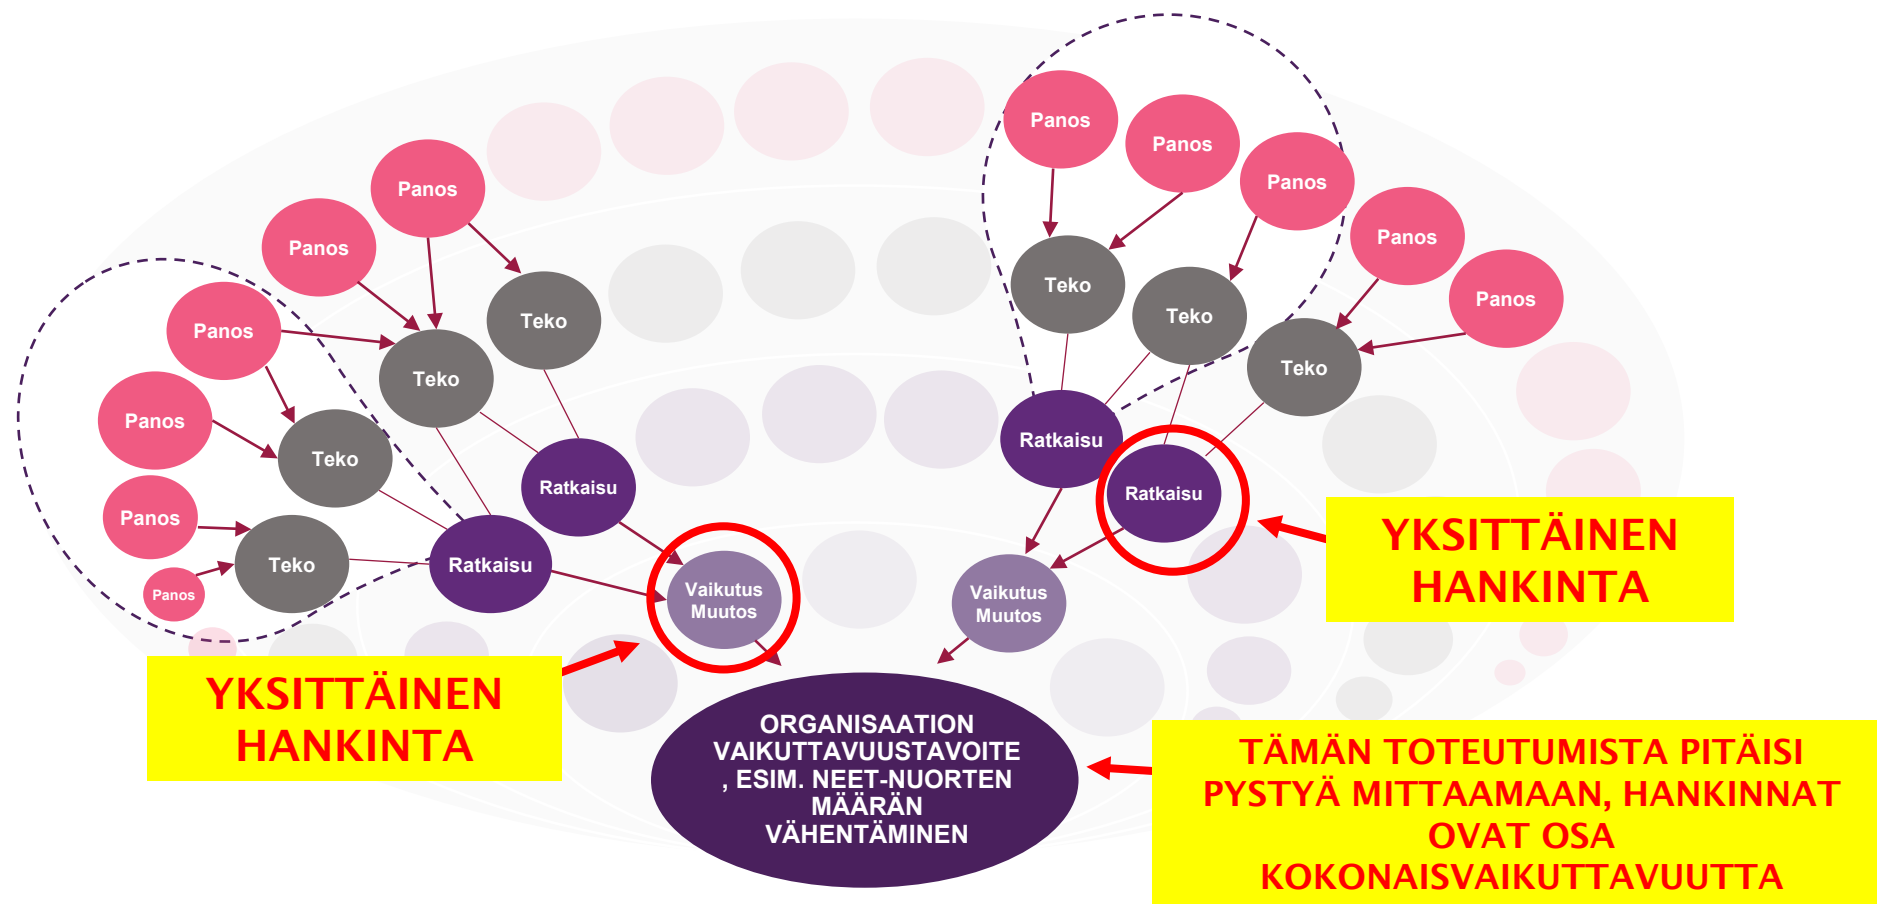 Panos
Panos
Panos
Panos
Panos
Panos
Panos
Panos
Panos
Panos
Panos
Teko
Teko
Teko
Teko
Teko
Teko
Teko
Ratkaisu
Ratkaisu
Ratkaisu
Ratkaisu
Vaikutus
Muutos
Vaikutus
Muutos
YKSITTÄINEN
HANKINTA
YKSITTÄINEN
HANKINTA
ORGANISAATION
VAIKUTTAVUUSTAVOITE
, ESIM. NEET-NUORTEN
MÄÄRÄN
VÄHENTÄMINEN
TÄMÄN TOTEUTUMISTA PITÄISI
PYSTYÄ MITTAAMAAN, HANKINNAT
OVAT OSA
KOKONAISVAIKUTTAVUUTTA